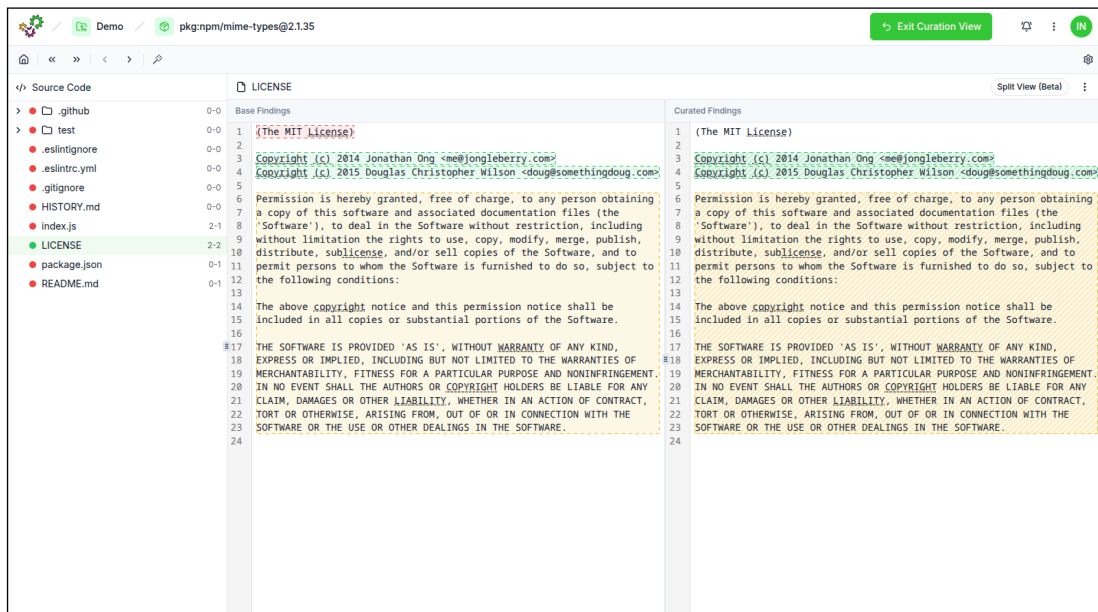 Demo
pkg:npm/mime-types@2.1.35
Exit Curation View
IN
</> Source Code
.github 0-0
test 0-0
.eslintignore 0-0
.eslintrc.yml 0-0
.gitignore 0-0
HISTORY.md 0-0
index.js 2-1
LICENSE 2-2
package.json 0-1
README.md 0-1
LICENSE
Split View (Beta)
Base Findings
1 (The MIT License)
2
3 Copyright (c) 2014 Jonathan Ong <me@jongleberry.com>
4 Copyright (c) 2015 Douglas Christopher Wilson <doug@somethingdoug.com>
5
6 Permission is hereby granted, free of charge, to any person obtaining
7 a copy of this software and associated documentation files (the
8 'Software'), to deal in the Software without restriction, including
9 without limitation the rights to use, copy, modify, merge, publish,
10 distribute, sublicense, and/or sell copies of the Software, and to
11 permit persons to whom the Software is furnished to do so, subject to
12 the following conditions:
13
14 The above copyright notice and this permission notice shall be
15 included in all copies or substantial portions of the Software.
16
17 THE SOFTWARE IS PROVIDED 'AS IS', WITHOUT WARRANTY OF ANY KIND,
18 EXPRESS OR IMPLIED, INCLUDING BUT NOT LIMITED TO THE WARRANTIES OF
19 MERCHANTABILITY, FITNESS FOR A PARTICULAR PURPOSE AND NONINFRINGEMENT.
20 IN NO EVENT SHALL THE AUTHORS OR COPYRIGHT HOLDERS BE LIABLE FOR ANY
21 CLAIM, DAMAGES OR OTHER LIABILITY, WHETHER IN AN ACTION OF CONTRACT,
22 TORT OR OTHERWISE, ARISING FROM, OUT OF OR IN CONNECTION WITH THE
23 SOFTWARE OR THE USE OR OTHER DEALINGS IN THE SOFTWARE.
24
Curated Findings
1 (The MIT License)
2
3 Copyright (c) 2014 Jonathan Ong <me@jongleberry.com>
4 Copyright (c) 2015 Douglas Christopher Wilson <doug@somethingdoug.com>
5
6 Permission is hereby granted, free of charge, to any person obtaining
7 a copy of this software and associated documentation files (the
8 'Software'), to deal in the Software without restriction, including
9 without limitation the rights to use, copy, modify, merge, publish,
10 distribute, sublicense, and/or sell copies of the Software, and to
11 permit persons to whom the Software is furnished to do so, subject to
12 the following conditions:
13
14 The above copyright notice and this permission notice shall be
15 included in all copies or substantial portions of the Software.
16
17 THE SOFTWARE IS PROVIDED 'AS IS', WITHOUT WARRANTY OF ANY KIND,
18 EXPRESS OR IMPLIED, INCLUDING BUT NOT LIMITED TO THE WARRANTIES OF
19 MERCHANTABILITY, FITNESS FOR A PARTICULAR PURPOSE AND NONINFRINGEMENT.
20 IN NO EVENT SHALL THE AUTHORS OR COPYRIGHT HOLDERS BE LIABLE FOR ANY
21 CLAIM, DAMAGES OR OTHER LIABILITY, WHETHER IN AN ACTION OF CONTRACT,
22 TORT OR OTHERWISE, ARISING FROM, OUT OF OR IN CONNECTION WITH THE
23 SOFTWARE OR THE USE OR OTHER DEALINGS IN THE SOFTWARE.
24